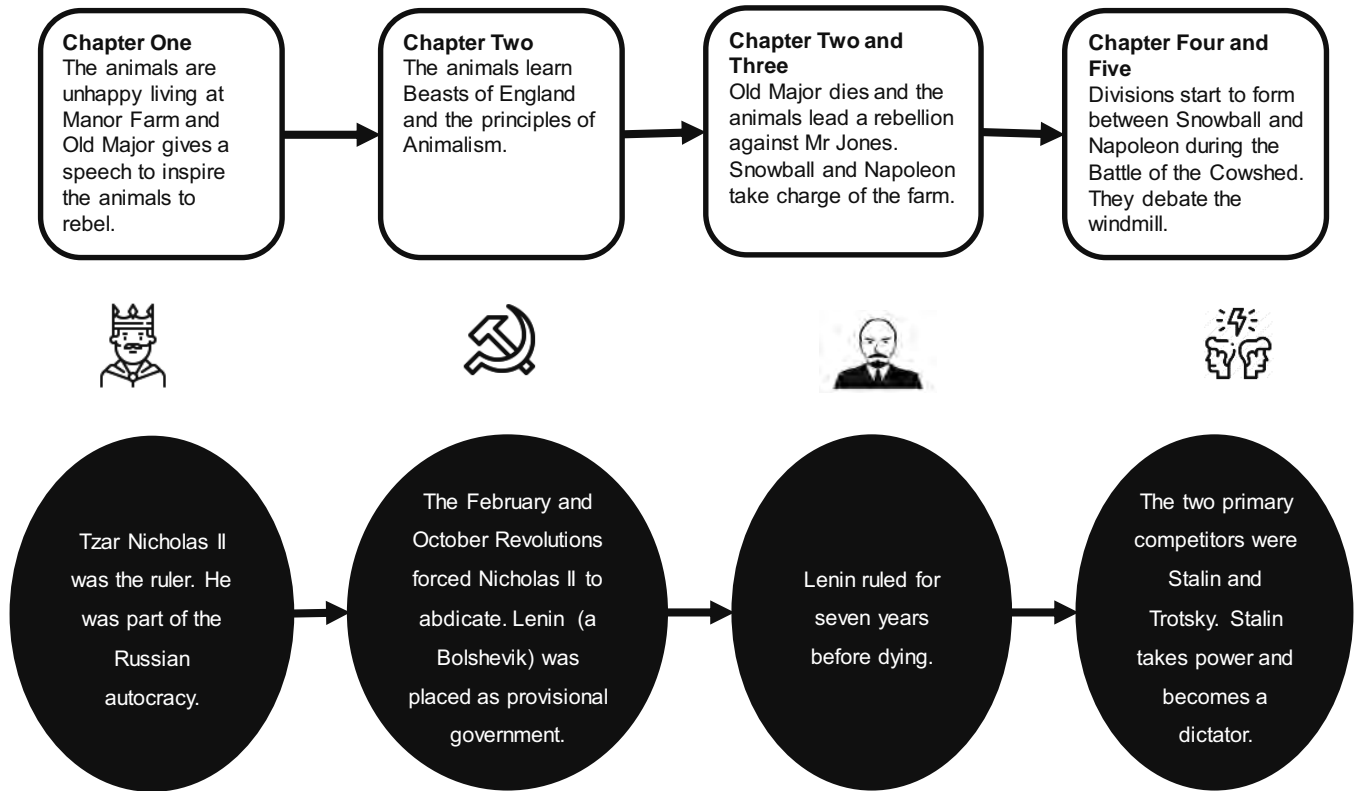 Chapter One
The animals are
unhappy living at
Manor Farm and
Old Major gives a
speech to inspire
the animals to
rebel.
Chapter Two
The animals learn
Beasts of England
and the principles of
Animalism.
Chapter Two and
Three
Old Major dies and the
animals lead a rebellion
against Mr Jones.
Snowball and Napoleon
take charge of the farm.
Chapter Four and
Five
Divisions start to form
between Snowball and
Napoleon during the
Battle of the Cowshed.
They debate the
windmill.
Tzar Nicholas II
was the ruler. He
was part of the
Russian
autocracy.
The February and
October Revolutions
forced Nicholas II to
abdicate. Lenin (a
Bolshevik) was
placed as provisional
government.
Lenin ruled for
seven years
before dying.
The two primary
competitors were
Stalin and
Trotsky. Stalin
takes power and
becomes a
dictator.